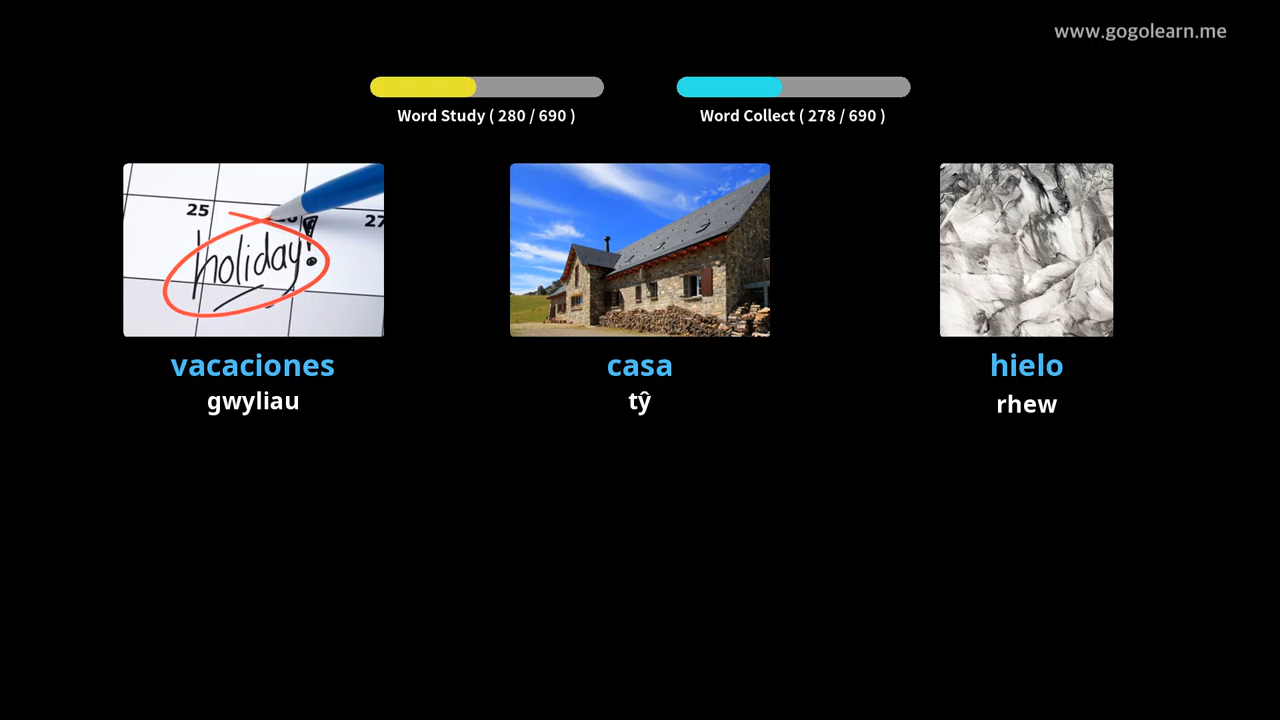 www.gogolearn.me
Word Study ( 280 / 690 )
Word Collect ( 278 / 690 )
25
27
holiday!
vacaciones
casa
hielo
gwyliau
tŷ
rhew